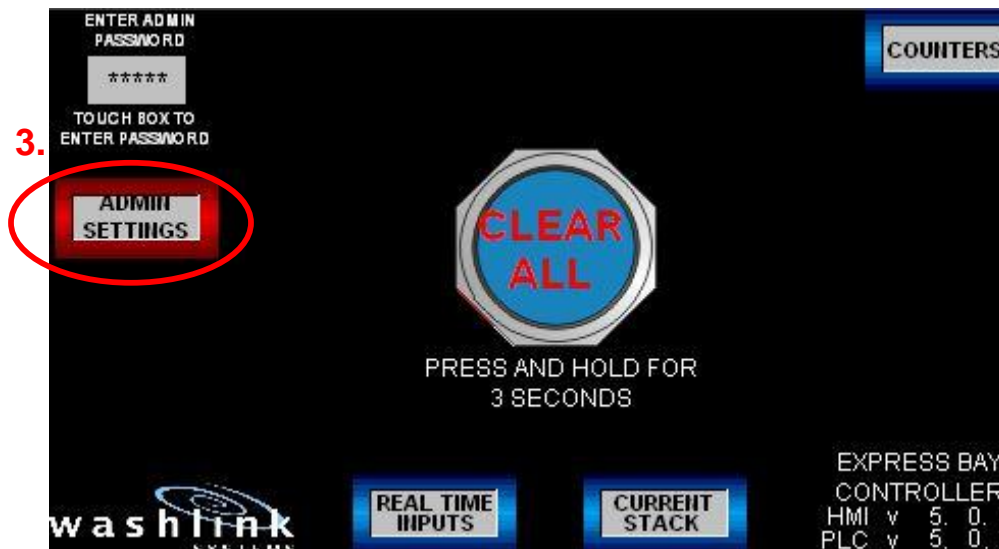 ENTER ADMIN
PASSWORD
*****
TOUCH BOX TO
ENTER PASSWORD
3.
ADMIN
SETTINGS
COUNTERS
CLEAR
ALL
PRESS AND HOLD FOR
3 SECONDS
washlink
REAL TIME
INPUTS
CURRENT
STACK
EXPRESS BAY
CONTROLLER
HMI v 5. 0.
PLC v 5. 0.